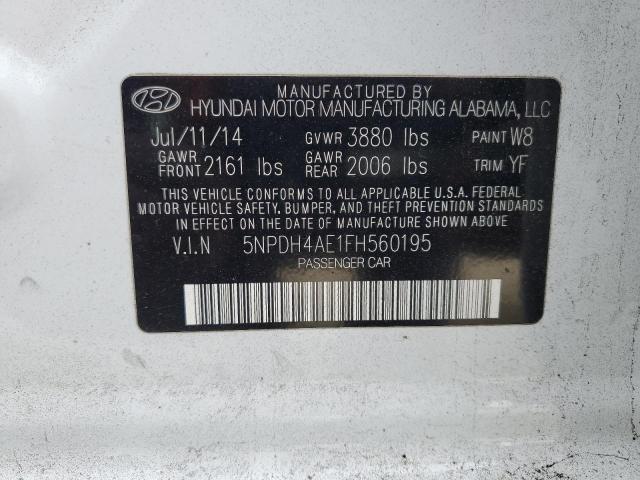 MANUFACTURED BY
HYUNDAI MOTOR MANUFACTURING ALABAMA, LLC
Jul/11/14 GVWR 3880 lbs PAINT W8
GAWR FRONT 2161 lbs GAWR REAR 2006 lbs TRIM YF
THIS VEHICLE CONFORMS TO ALL APPLICABLE U.S.A. FEDERAL
MOTOR VEHICLE SAFETY, BUMPER, AND THEFT PREVENTION
STANDARDS IN EFFECT ON THE DATE OF MANUFACTURE SHOWN ABOVE
V.I.N 5NPDH4AE1FH560195
PASSENGER CAR